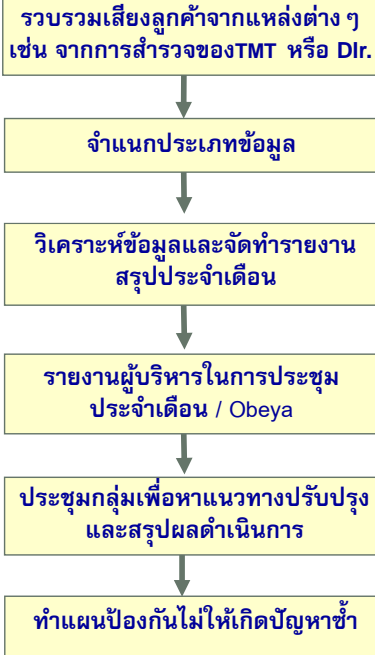 รวบรวมเสียงลูกค้าจากแหล่งต่าง ๆ
เช่น จากการสำรวจของTMT หรือ Dlr.
จำแนกประเภทข้อมูล
วิเคราะห์ข้อมูลและจัดทำรายงาน
สรุปประจำเดือน
รายงานผู้บริหารในการประชุม
ประจำเดือน / Obeya
ประชุมกลุ่มเพื่อหาแนวทางปรับปรุง
และสรุปผลดำเนินการ
ทำแผนป้องกันไม่ให้เกิดปัญหาซ้ำ